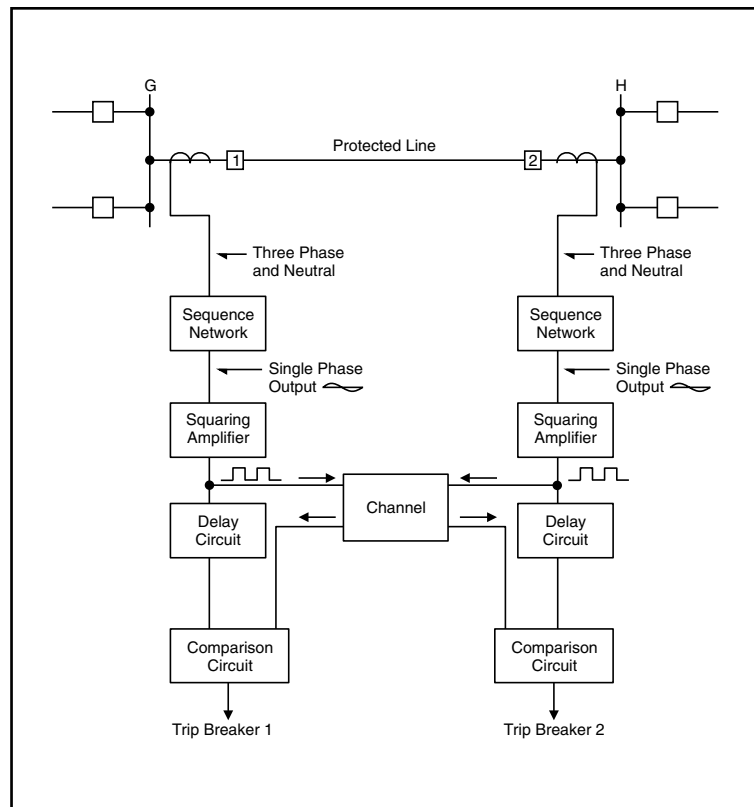 G
H
Protected Line
1
2
Three Phase
and Neutral
Three Phase
and Neutral
Sequence
Network
Sequence
Network
Single Phase
Output
Single Phase
Output
Squaring
Amplifier
Squaring
Amplifier
Channel
Delay
Circuit
Delay
Circuit
Comparison
Circuit
Comparison
Circuit
Trip Breaker 1
Trip Breaker 2